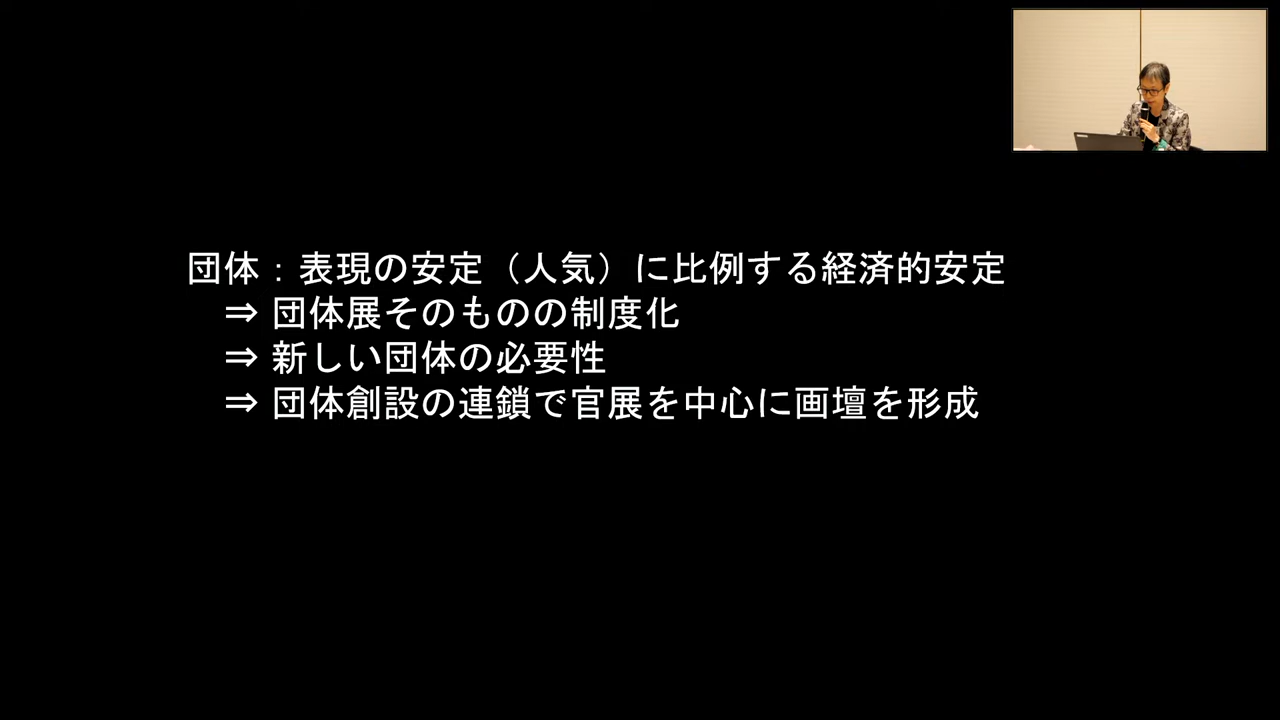 団体：表現の安定（人気）に比例する経済的安定
⇒ 団体展そのものの制度化
⇒ 新しい団体の必要性
⇒ 団体創設の連鎖で官展を中心に画壇を形成